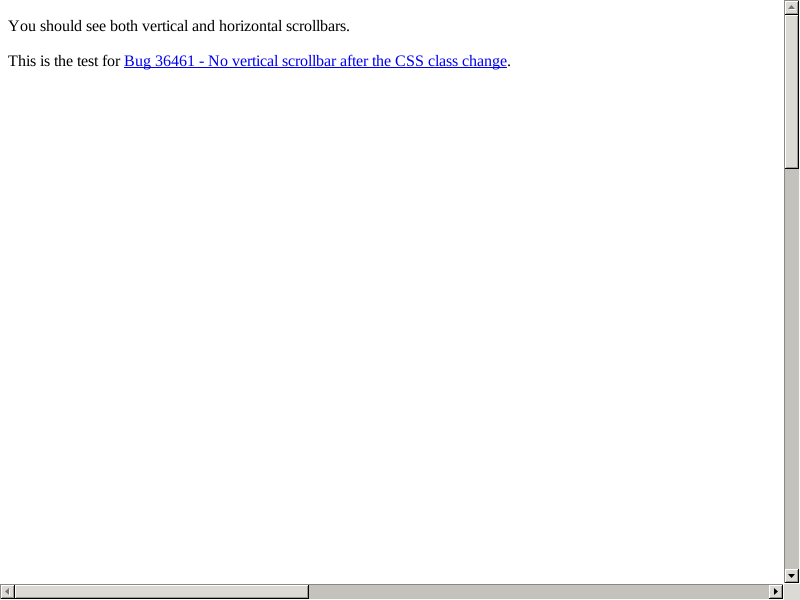 You should see both vertical and horizontal scrollbars.
This is the test for Bug 36461 - No vertical scrollbar after the CSS class change.